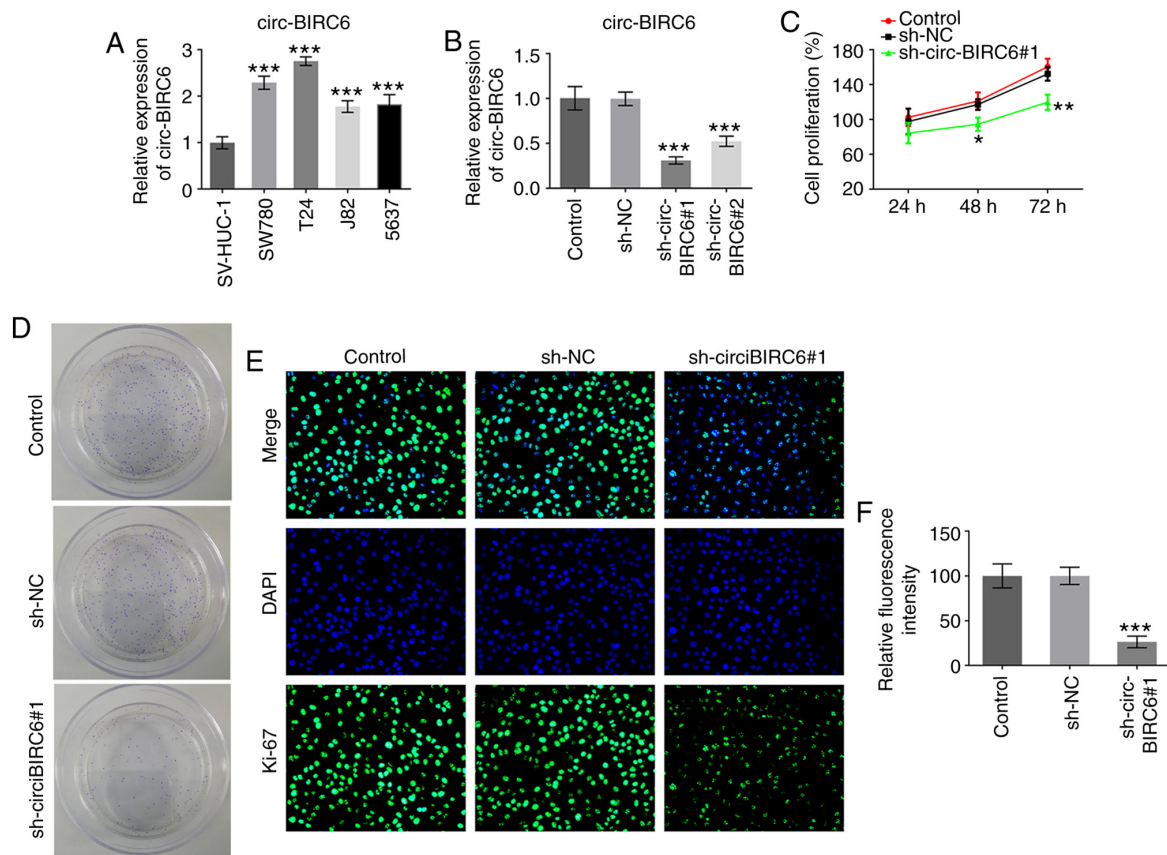 A
circ-BIRC6
Relative expression
of circ-BIRC6
3
2
1
0
***
***
***
***
SV-HUC-1
SW780
T24
J82
5637
B
circ-BIRC6
Relative expression
of circ-BIRC6
1.5
1.0
0.5
0.0
***
***
Control
sh-NC
sh-circ-
BIRC6#1
sh-circ-
BIRC6#2
C
Control
sh-NC
sh-circ-BIRC6#1
Cell proliferation (%)
180
140
100
60
20
*
**
24 h
48 h
72 h
D
Control
sh-NC
sh-circiBIRC6#1
E
Control
sh-NC
sh-circiBIRC6#1
Merge
DAPI
Ki-67
F
Relative fluorescence
intensity
150
100
50
0
***
Control
sh-NC
sh-circ-
BIRC6#1